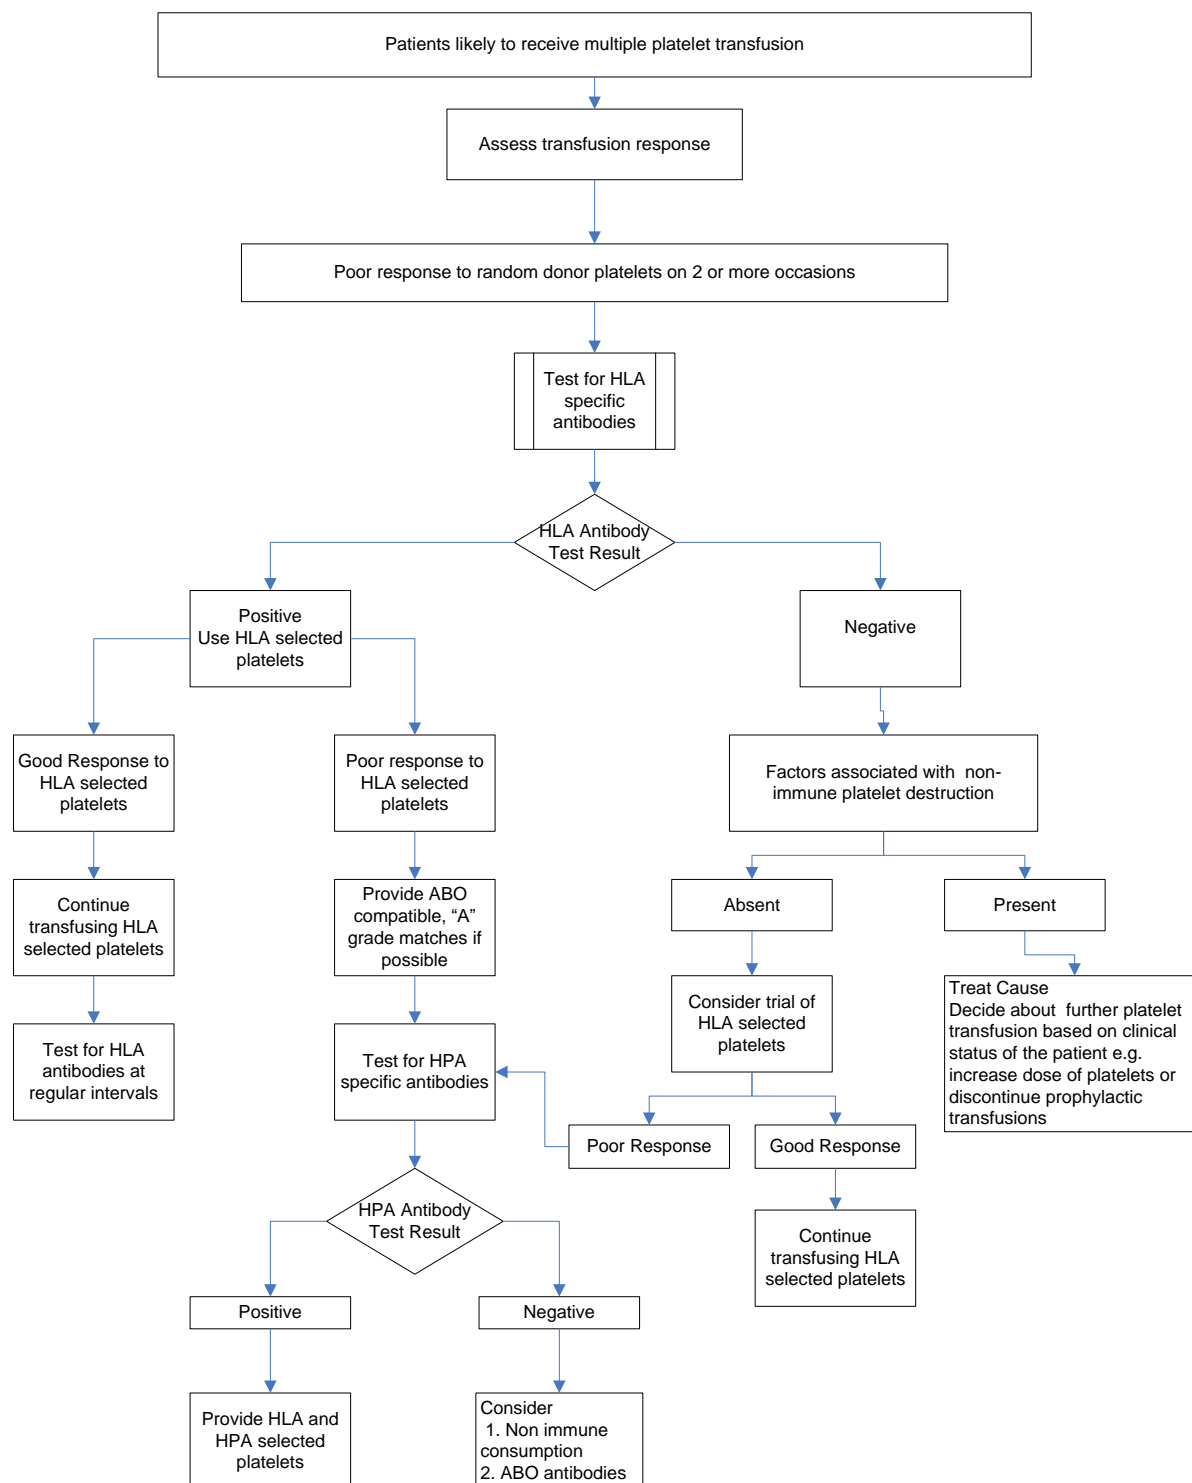 Patients likely to receive multiple platelet transfusion
Assess transfusion response
Poor response to random donor platelets on 2 or more occasions
Test for HLA
specific
antibodies
HLA Antibody
Test Result
Positive
Use HLA selected
platelets
Negative
Good Response to
HLA selected
platelets
Poor response to
HLA selected
platelets
Factors associated with  non-
immune platelet destruction
Continue
transfusing HLA
selected platelets
Provide ABO
compatible, “A”
grade matches if
possible
Absent
Present
Test for HLA
antibodies at
regular intervals
Test for HPA
specific antibodies
Consider trial of
HLA selected
platelets
Treat Cause
Decide about  further platelet
transfusion based on clinical
status of the patient e.g.
increase dose of platelets or
discontinue prophylactic
transfusions
Poor Response
Good Response
HPA Antibody
Test Result
Continue
transfusing HLA
selected platelets
Positive
Negative
Provide HLA and
HPA selected
platelets
Consider
1. Non immune
consumption
2. ABO antibodies